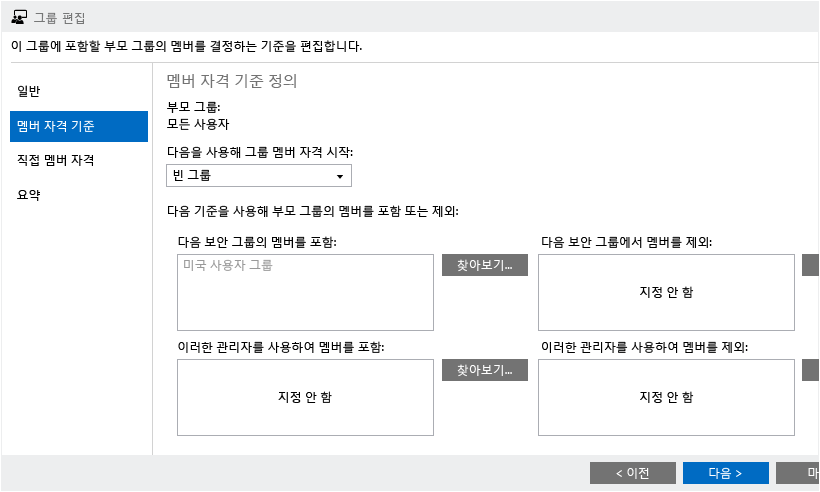 그룹 편집
이 그룹에 포함할 부모 그룹의 멤버를 결정하는 기준을 편집합니다.
일반
멤버 자격 기준
직접 멤버 자격
요약
멤버 자격 기준 정의
부모 그룹:
모든 사용자
다음을 사용해 그룹 멤버 자격 시작:
빈 그룹
다음 기준을 사용해 부모 그룹의 멤버를 포함 또는 제외:
다음 보안 그룹의 멤버를 포함:
미국 사용자 그룹
찾아보기...
다음 보안 그룹에서 멤버를 제외:
지정 안 함
이러한 관리자를 사용하여 멤버를 포함:
지정 안 함
찾아보기...
이러한 관리자를 사용하여 멤버를 제외:
지정 안 함
< 이전
다음 >